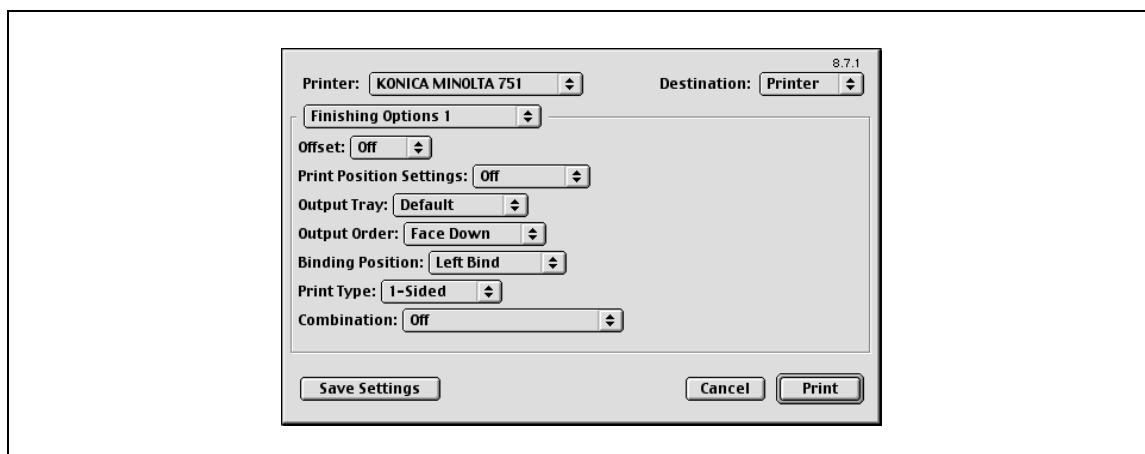 8.7.1
Printer: KONICA MINOLTA 751 Destination: Printer
Finishing Options 1
Offset: Off
Print Position Settings: Off
Output Tray: Default
Output Order: Face Down
Binding Position: Left Bind
Print Type: 1-Sided
Combination: Off
Save Settings Cancel Print